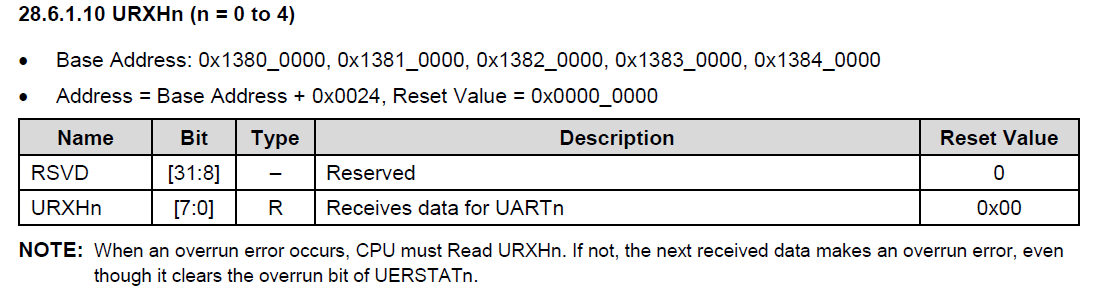 28.6.1.10 URXHn (n = 0 to 4)
• Base Address: 0x1380_0000, 0x1381_0000, 0x1382_0000, 0x1383_0000, 0x1384_0000
• Address = Base Address + 0x0024, Reset Value = 0x0000_0000
Name Bit Type Description Reset Value
RSVD [31:8] – Reserved 0
URXHn [7:0] R Receives data for UARTn 0x00
NOTE: When an overrun error occurs, CPU must Read URXHn. If not, the next received data makes an overrun error, even
though it clears the overrun bit of UERSTATn.